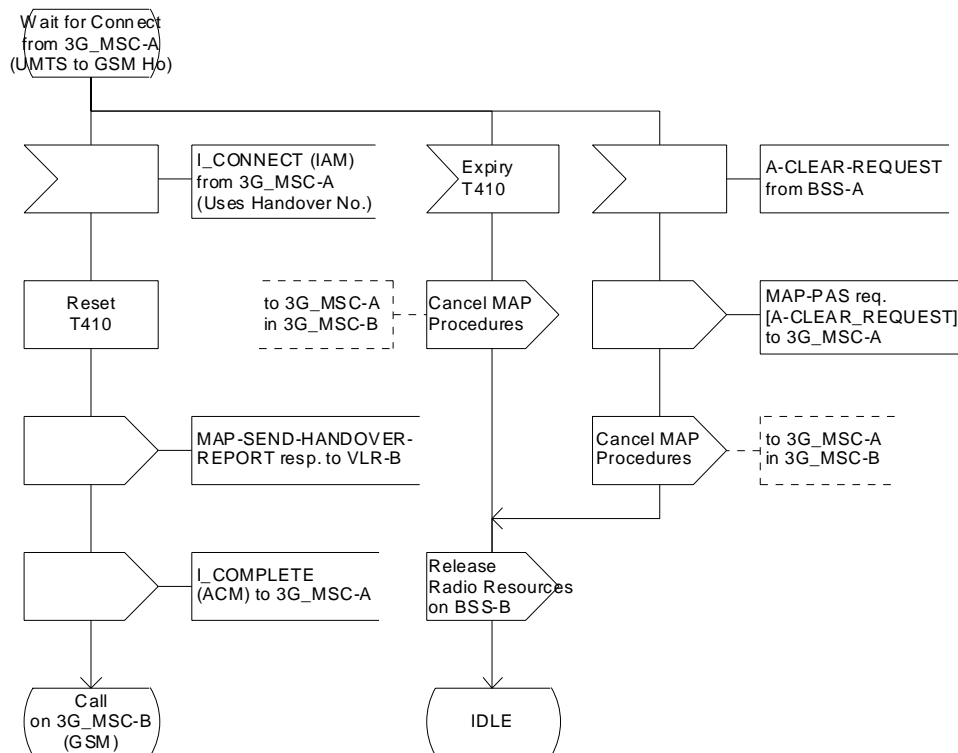 Wait for Connect
from 3G_MSC-A
(UMTS to GSM Ho)
I_CONNECT (IAM)
from 3G_MSC-A
(Uses Handover No.)
Expiry
T410
A-CLEAR-REQUEST
from BSS-A
Reset
T410
to 3G_MSC-A
in 3G_MSC-B
Cancel MAP
Procedures
MAP-PAS req.
[A-CLEAR_REQUEST]
to 3G_MSC-A
MAP-SEND-HANDOVER-
REPORT resp. to VLR-B
Cancel MAP
Procedures
to 3G_MSC-A
in 3G_MSC-B
I_COMPLETE
(ACM) to 3G_MSC-A
Release
Radio Resources
on BSS-B
Call
on 3G_MSC-B
(GSM)
IDLE